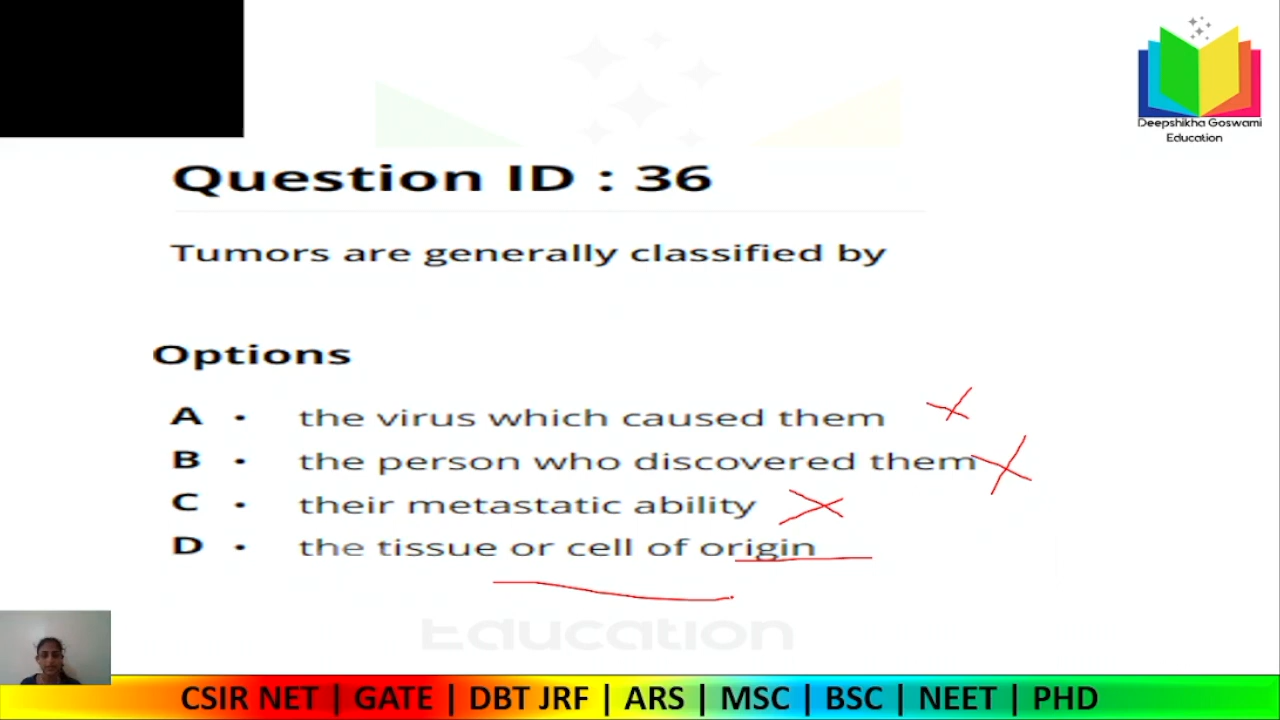 Deepshikha Goswami
Education
Question ID : 36
Tumors are generally classified by
Options
A • the virus which caused them
B • the person who discovered them
C • their metastatic ability
D • the tissue or cell of origin
Education
CSIR NET | GATE | DBT JRF | ARS | MSC | BSC | NEET | PHD